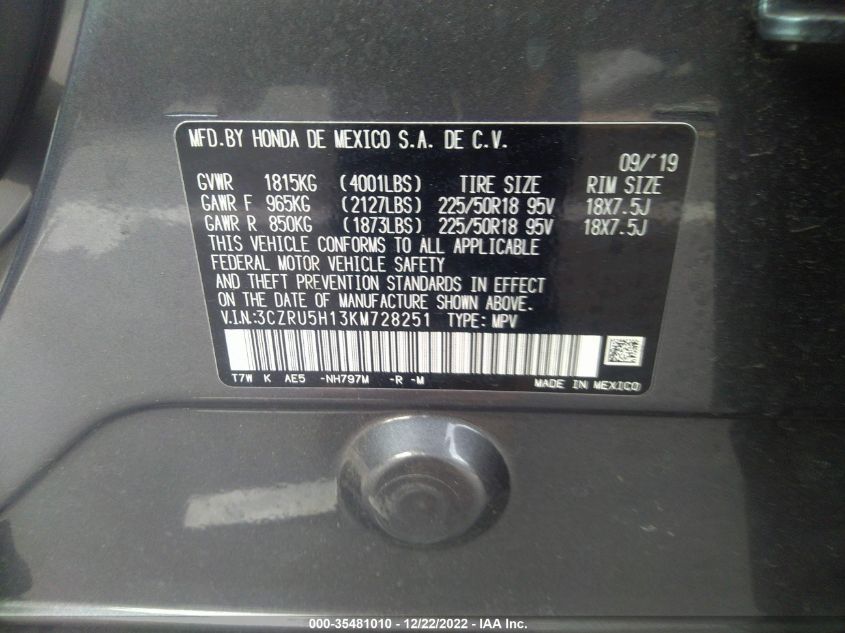 MFD.BY HONDA DE MEXICO S.A. DE C.V.
09/'19
GVWR 1815KG (4001LBS) TIRE SIZE RIM SIZE
GAWR F 965KG (2127LBS) 225/50R18 95V 18X7.5J
GAWR R 850KG (1873LBS) 225/50R18 95V 18X7.5J
THIS VEHICLE CONFORMS TO ALL APPLICABLE
FEDERAL MOTOR VEHICLE SAFETY
AND THEFT PREVENTION STANDARDS IN EFFECT
ON THE DATE OF MANUFACTURE SHOWN ABOVE.
V.I.N.:3CZRU5H13KM728251 TYPE: MPV
T7W K AE5 -NH797M -R -M
MADE IN MEXICO
000-35481010 - 12/22/2022 - IAA Inc.